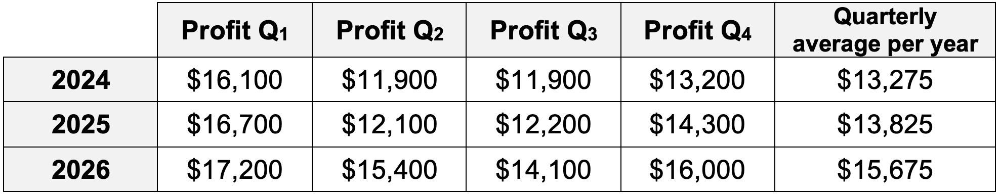 Profit Q1 Profit Q2 Profit Q3 Profit Q4 Quarterly
average per year
2024 $16,100 $11,900 $11,900 $13,200 $13,275
2025 $16,700 $12,100 $12,200 $14,300 $13,825
2026 $17,200 $15,400 $14,100 $16,000 $15,675